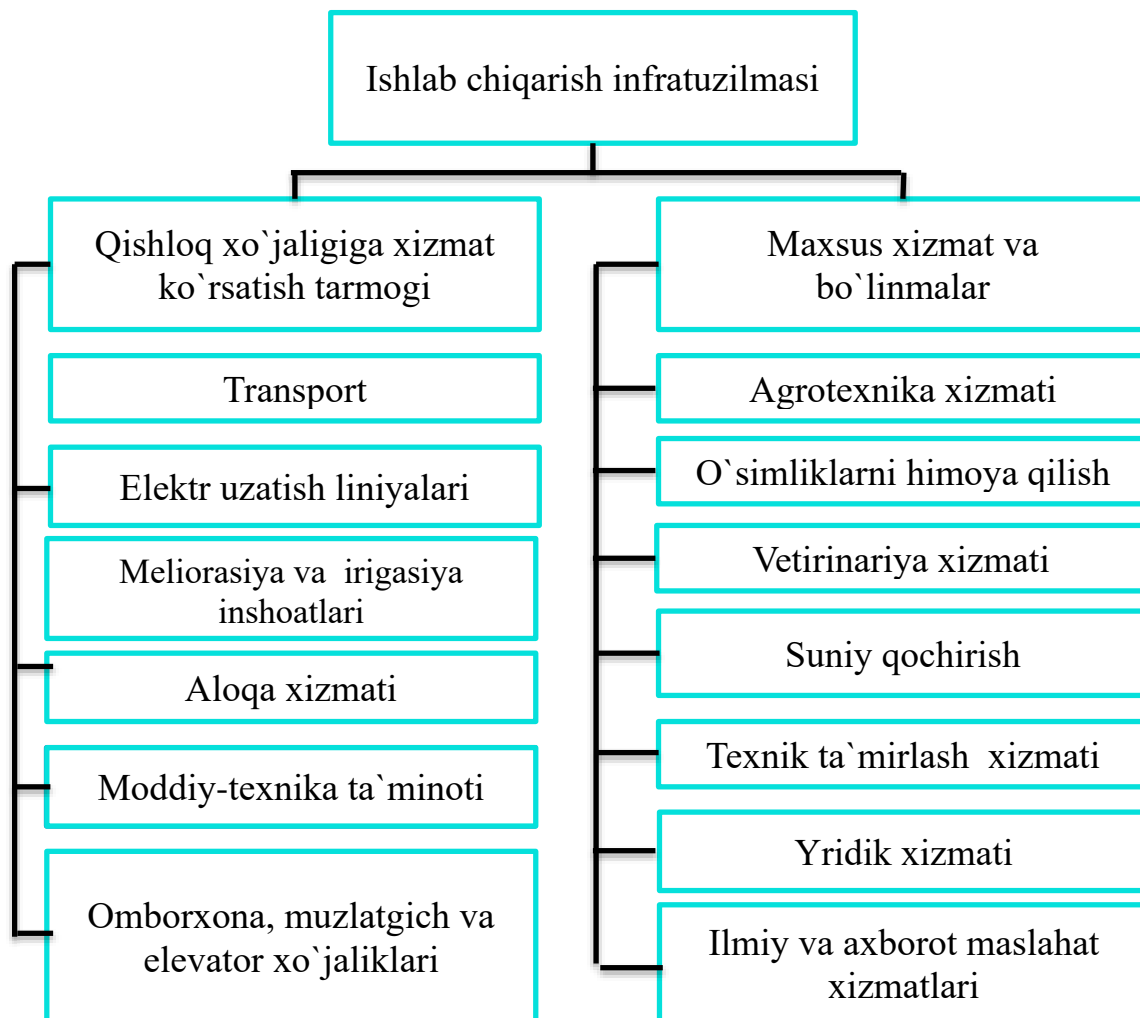 Ishlab chiqarish infratuzilmasi
Qishloq xo`jaligiga xizmat
ko`rsatish tarmogi
Transport
Elektr uzatish liniyalari
Meliorasiya va irigasiya
inshoatlari
Aloqa xizmati
Moddiy-texnika ta`minoti
Omborxona, muzlatgich va
elevator xo`jaliklari
Maxsus xizmat va
bo`linmalar
Agrotexnika xizmati
O`simliklarni himoya qilish
Vetirinariya xizmati
Suniy qochirish
Texnik ta`mirlash xizmati
Yridik xizmati
Ilmiy va axborot maslahat
xizmatlari